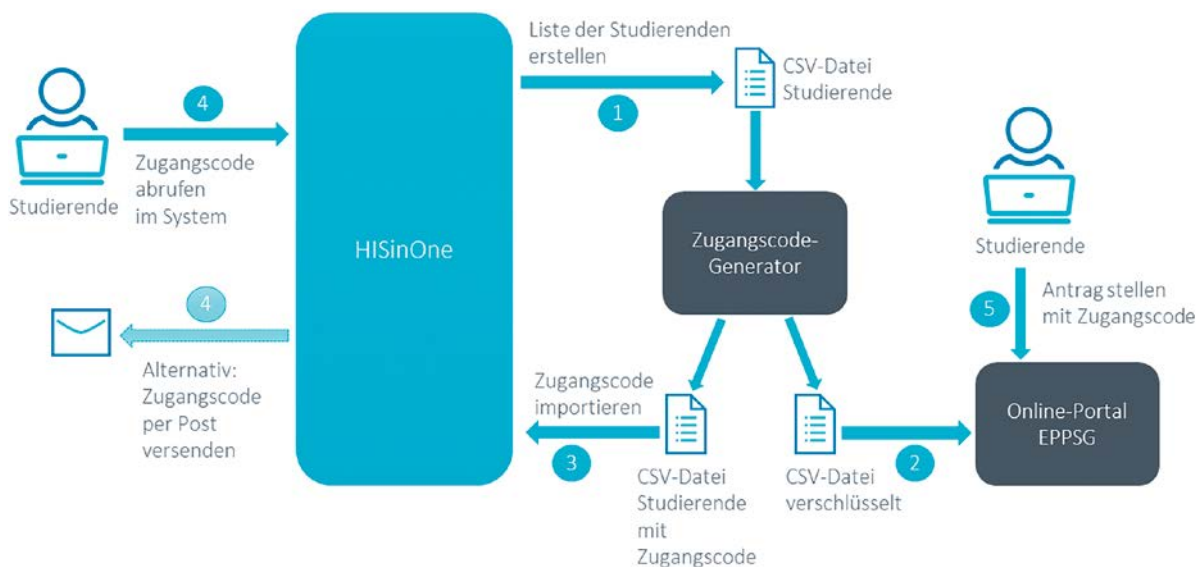 Liste der Studierenden
erstellen
1
CSV-Datei
Studierende
4
Zugangscode
abrufen
im System
Studierende
HISinOne
Zugangscode-
Generator
Studierende
5
Antrag stellen
mit Zugangscode
4
Alternativ:
Zugangscode
per Post
versenden
Zugangscode
importieren
3
CSV-Datei
Studierende
mit
Zugangscode
CSV-Datei
verschlüsselt
2
Online-Portal
EPPSG